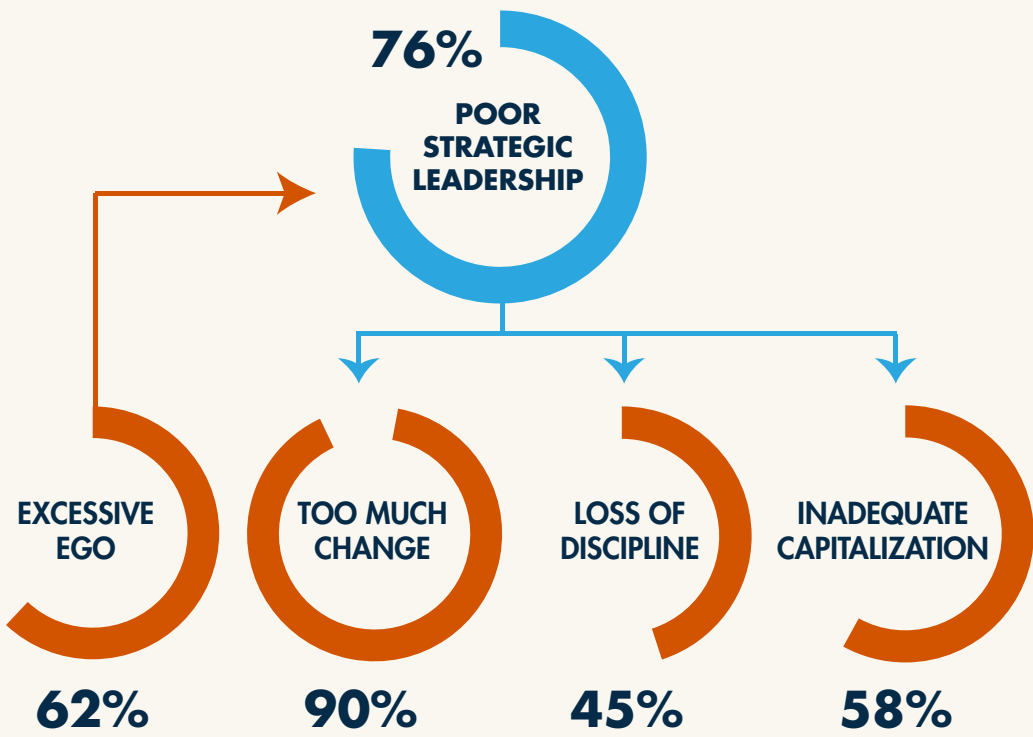 76%
POOR
STRATEGIC
LEADERSHIP
EXCESSIVE
EGO
62%
TOO MUCH
CHANGE
90%
LOSS OF
DISCIPLINE
45%
INADEQUATE
CAPITALIZATION
58%